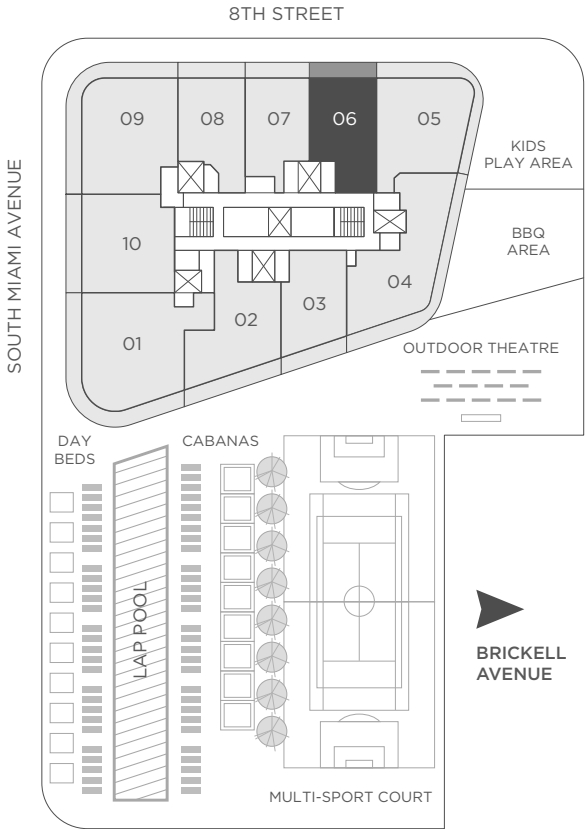 8TH STREET
09
08
07
06
05
KIDS
PLAY AREA
SOUTH MIAMI AVENUE
10
BBQ
AREA
04
03
02
01
OUTDOOR THEATRE
DAY
BEDS
CABANAS
LAP POOL
BRICKELL
AVENUE
MULTI-SPORT COURT